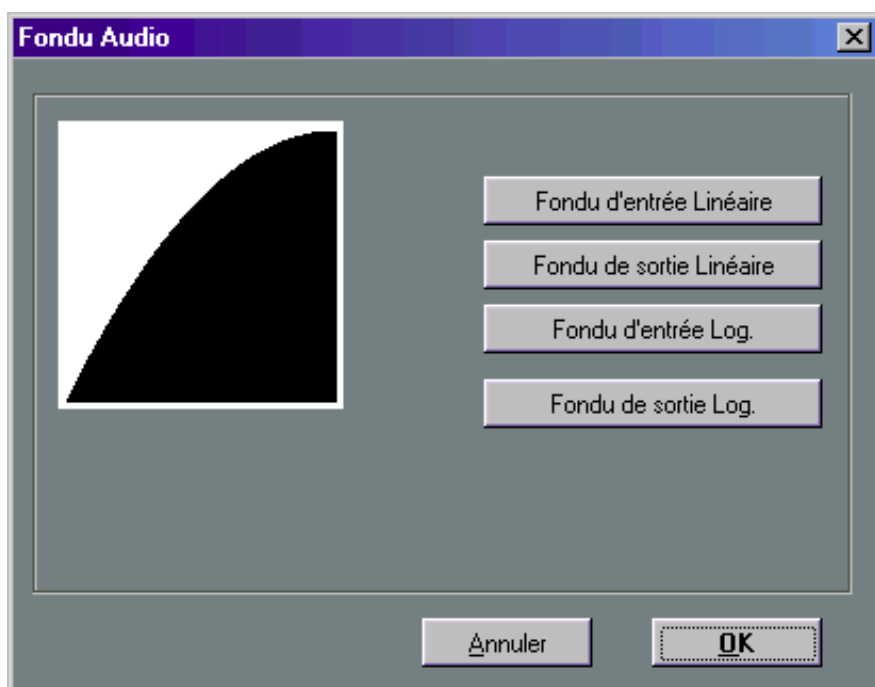 Fondu Audio
Fondu d'entrée Linéaire
Fondu de sortie Linéaire
Fondu d'entrée Log.
Fondu de sortie Log.
Annuler
OK